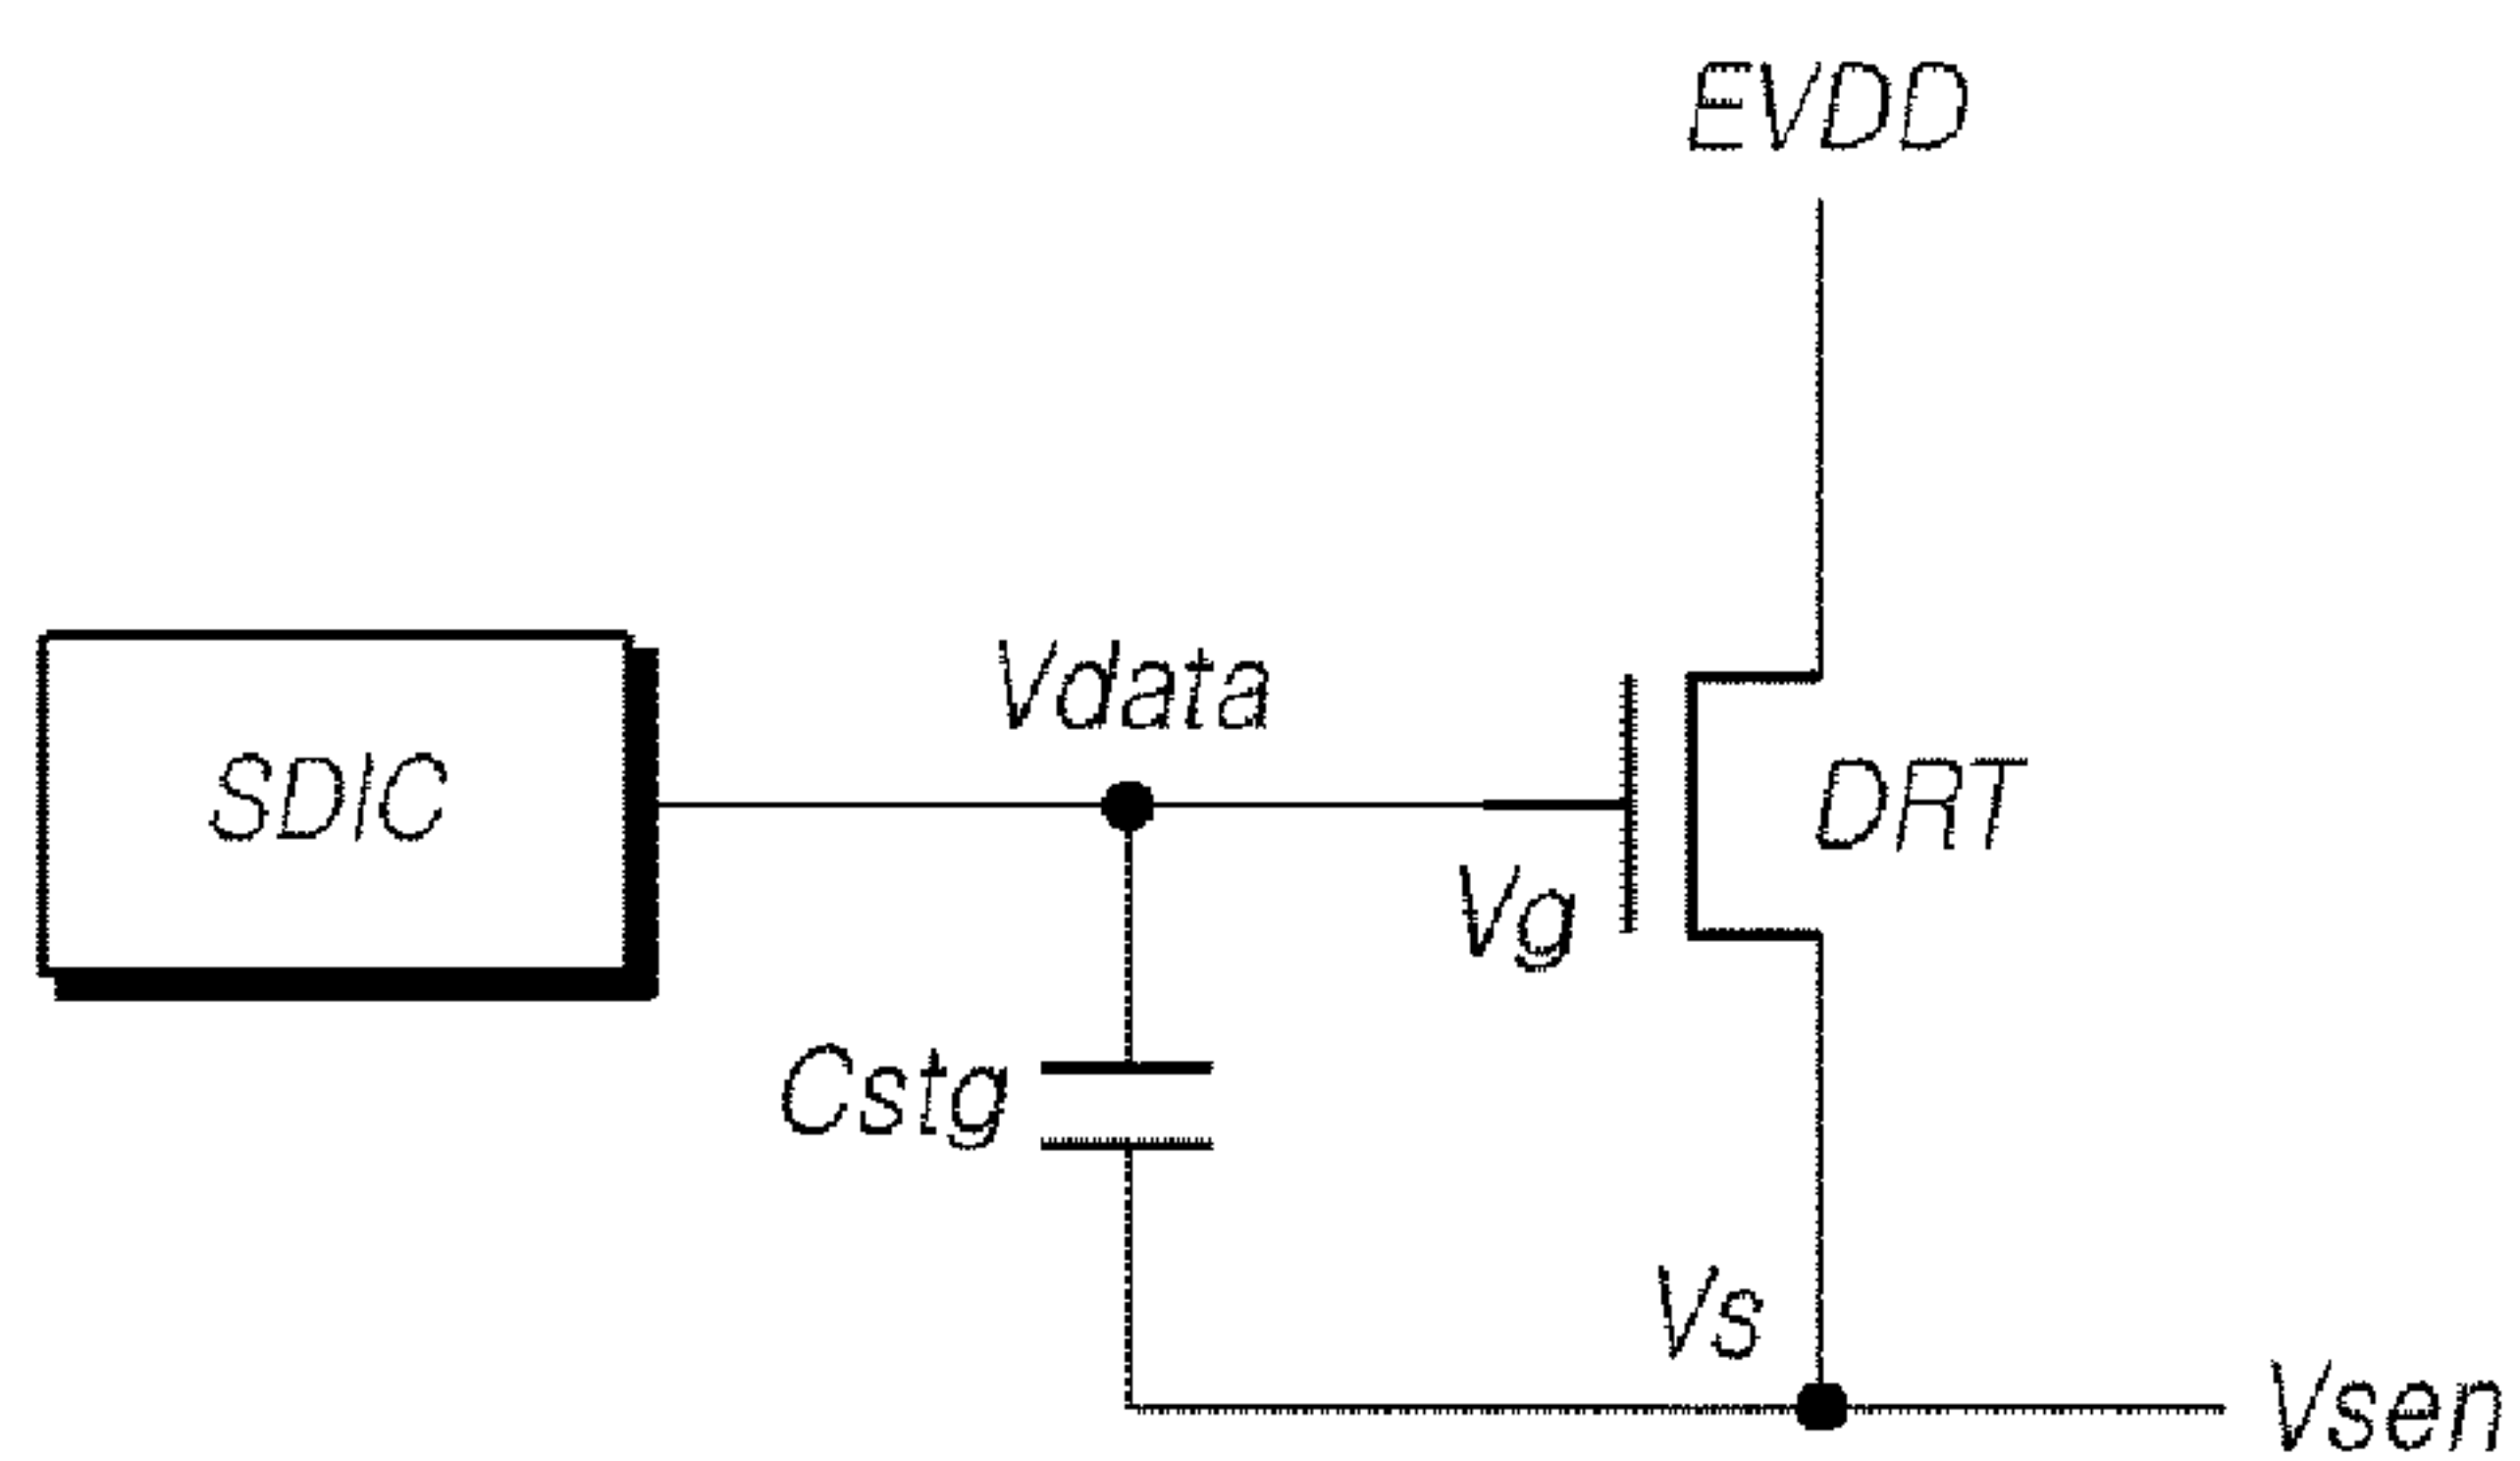 EVDD
Vdata
SDIC
DRT
Vg
Cstg
Vs
Vsen